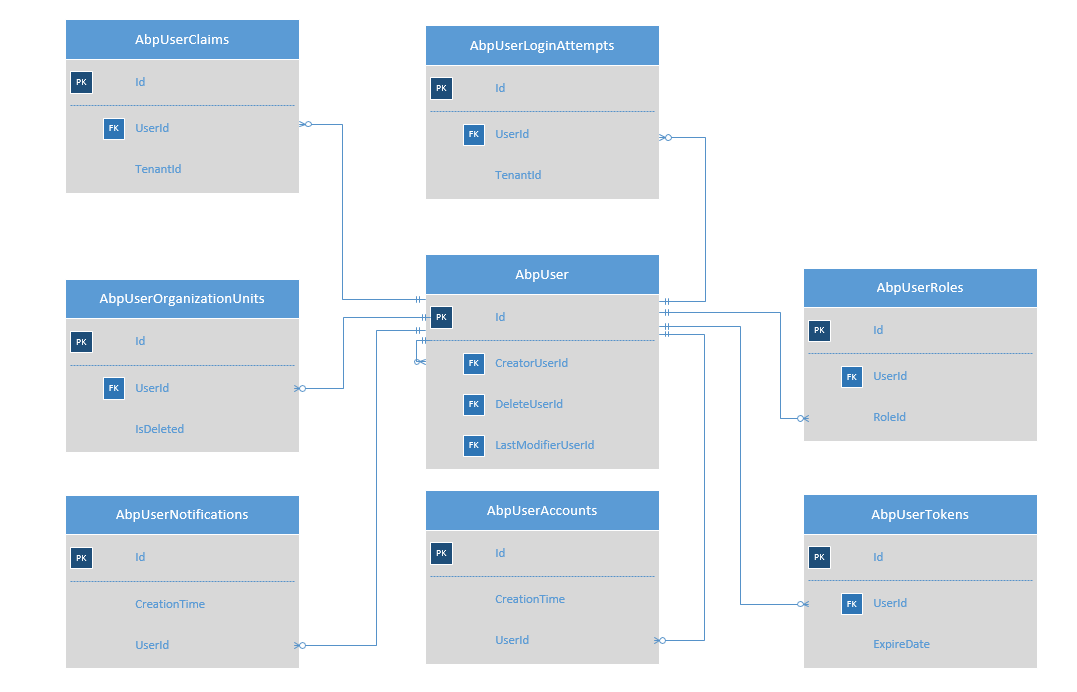 AbpUserClaims
PK Id
FK UserId
TenantId
AbpUserLoginAttempts
PK Id
FK UserId
TenantId
AbpUserOrganizationUnits
PK Id
FK UserId
IsDeleted
AbpUser
PK Id
FK CreatorUserId
FK DeleteUserId
FK LastModifierUserId
AbpUserRoles
PK Id
FK UserId
RoleId
AbpUserNotifications
PK Id
CreationTime
UserId
AbpUserAccounts
PK Id
CreationTime
UserId
AbpUserTokens
PK Id
FK UserId
ExpireDate